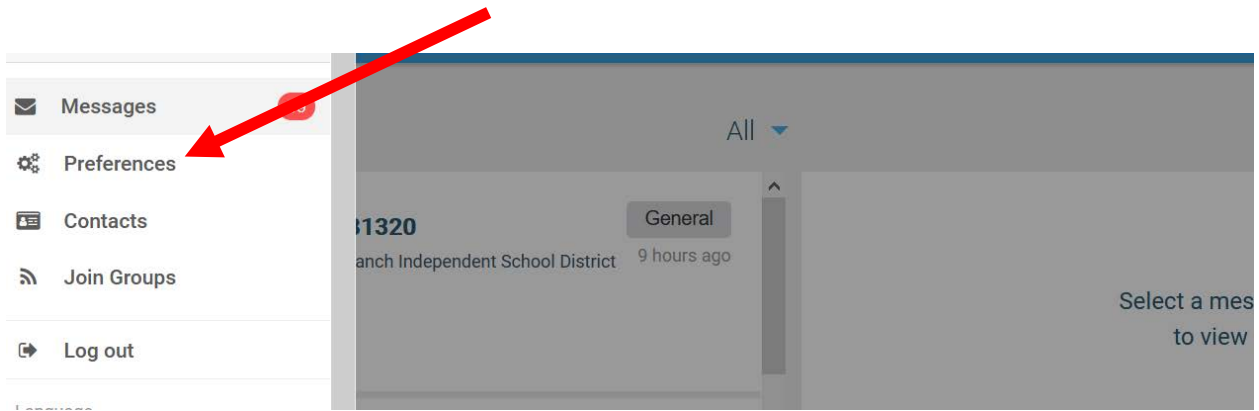 Messages
Preferences
Contacts
Join Groups
Log out
All
31320
General
anch Independent School District
9 hours ago
Select a mes
to view